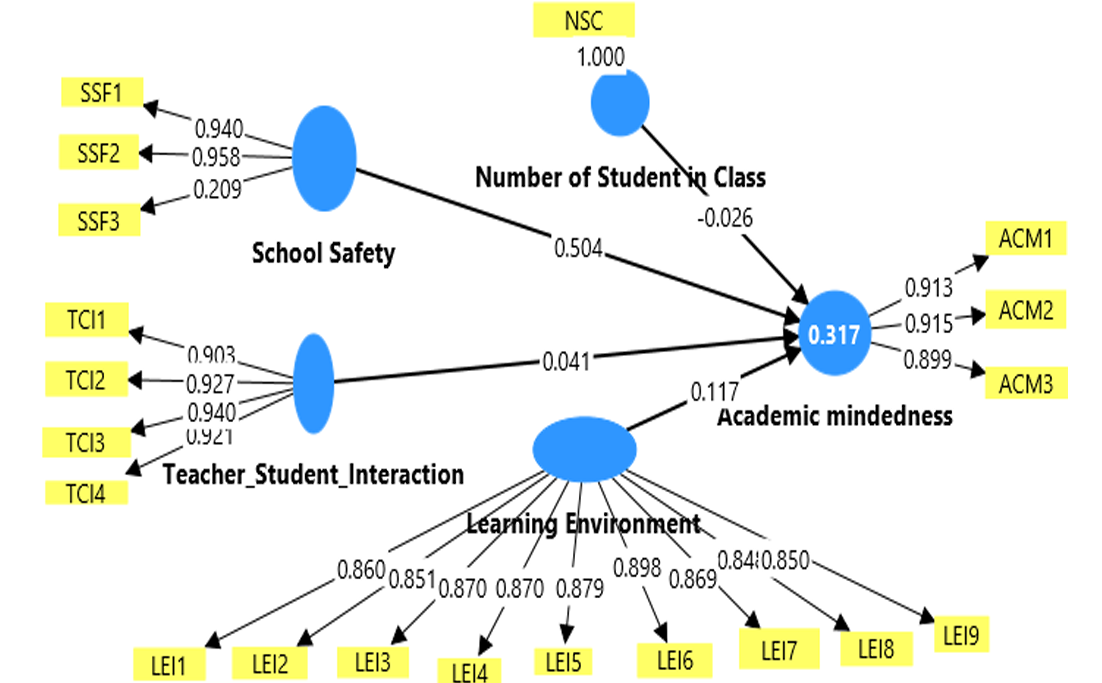 NSC
1.000
SSF1
0.940
SSF2
0.958
SSF3
0.209
School Safety
Number of Student in Class
-0.026
0.504
ACM1
0.913
ACM2
0.915
ACM3
0.899
0.317
Academic mindedness
TCI1
0.903
TCI2
0.927
TCI3
0.940
TCI4
0.921
Teacher_Student_Interaction
0.041
0.117
Learning Environment
0.860
0.851
0.870
0.870
0.879
0.898
0.869
0.850
LEI1
LEI2
LEI3
LEI4
LEI5
LEI6
LEI7
LEI8
LEI9